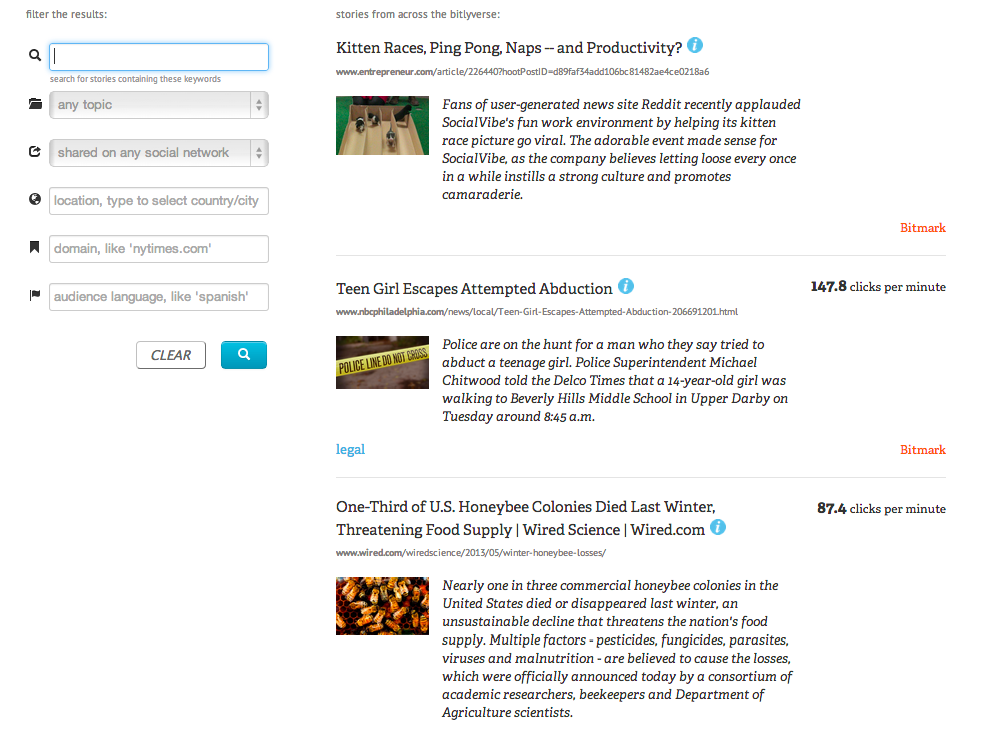 filter the results:
search for stories containing these keywords
any topic
shared on any social network
location, type to select country/city
domain, like 'nytimes.com'
audience language, like 'spanish'
CLEAR
stories from across the bitlyverse:
Kitten Races, Ping Pong, Naps -- and Productivity?
www.entrepreneur.com/article/226440?hootPostID=d89faf34add106bc81482ae4ce0218a6
Fans of user-generated news site Reddit recently applauded
SocialVibe's fun work environment by helping its kitten
race picture go viral. The adorable event made sense for
SocialVibe, as the company believes letting loose every once
in a while instills a strong culture and promotes
camaraderie.
Bitmark
Teen Girl Escapes Attempted Abduction
147.8 clicks per minute
www.nbcphiladelphia.com/news/local/Teen-Girl-Escapes-Attempted-Abduction-206691201.html
POLICE LINE DO NOT CROSS
Police are on the hunt for a man who they say tried to
abduct a teenage girl. Police Superintendent Michael
Chitwood told the Delco Times that a 14-year-old girl was
walking to Beverly Hills Middle School in Upper Darby on
Tuesday around 8:45 a.m.
legal
Bitmark
One-Third of U.S. Honeybee Colonies Died Last Winter,
Threatening Food Supply | Wired Science | Wired.com
87.4 clicks per minute
www.wired.com/wiredscience/2013/05/winter-honeybee-losses/
Nearly one in three commercial honeybee colonies in the
United States died or disappeared last winter, an
unsustainable decline that threatens the nation's food
supply. Multiple factors - pesticides, fungicides, parasites,
viruses and malnutrition - are believed to cause the losses,
which were officially announced today by a consortium of
academic researchers, beekeepers and Department of
Agriculture scientists.